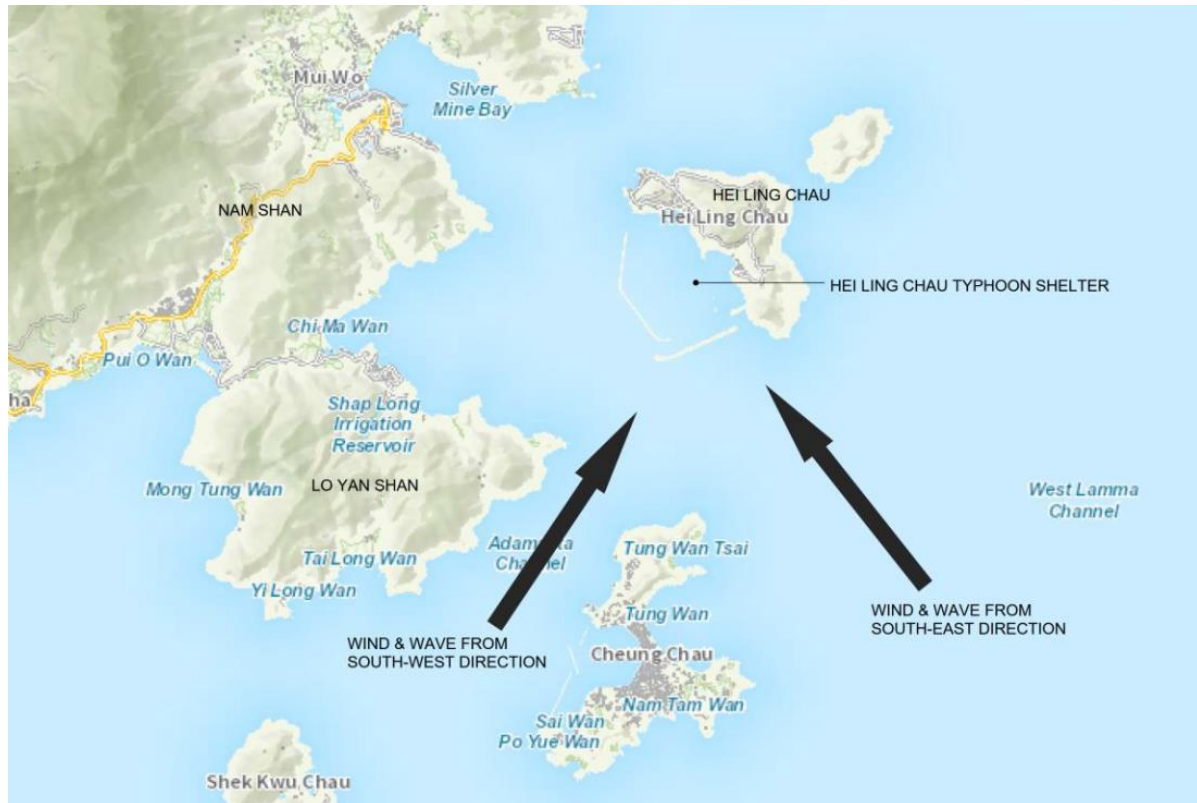 Mui Wo
Silver
Mine Bay
HEI LING CHAU
NAM SHAN
Hei Ling Chau
HEI LING CHAU TYPHOON SHELTER
Chi Ma Wan
Pui O Wan
ha
Shap Long
Irrigation
Reservoir
LO YAN SHAN
Mong Tung Wan
West Lamma
Channel
Tai Long Wan
Tung Wan Tsai
Yi Long Wan
Channel
Tung Wan
WIND & WAVE FROM
SOUTH-EAST DIRECTION
WIND & WAVE FROM
SOUTH-WEST DIRECTION
Cheung Chau
Nam Tam Wan
Sai Wan
Po Yue Wan
Shek Kwu Chau